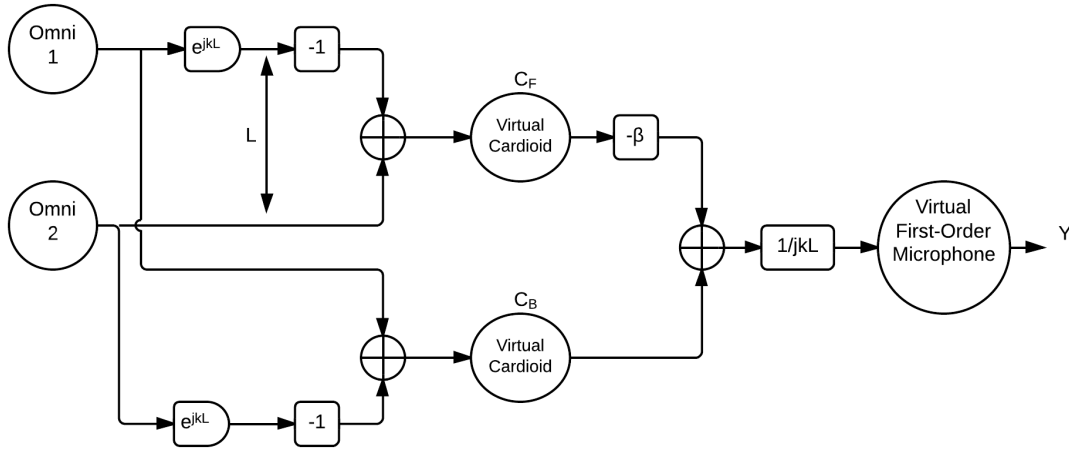 Omni
1
e^jkL
-1
L
C_F
Virtual
Cardioid
-β
Omni
2
Virtual
First-Order
Microphone
1/jkL
Y
C_B
Virtual
Cardioid
e^jkL
-1